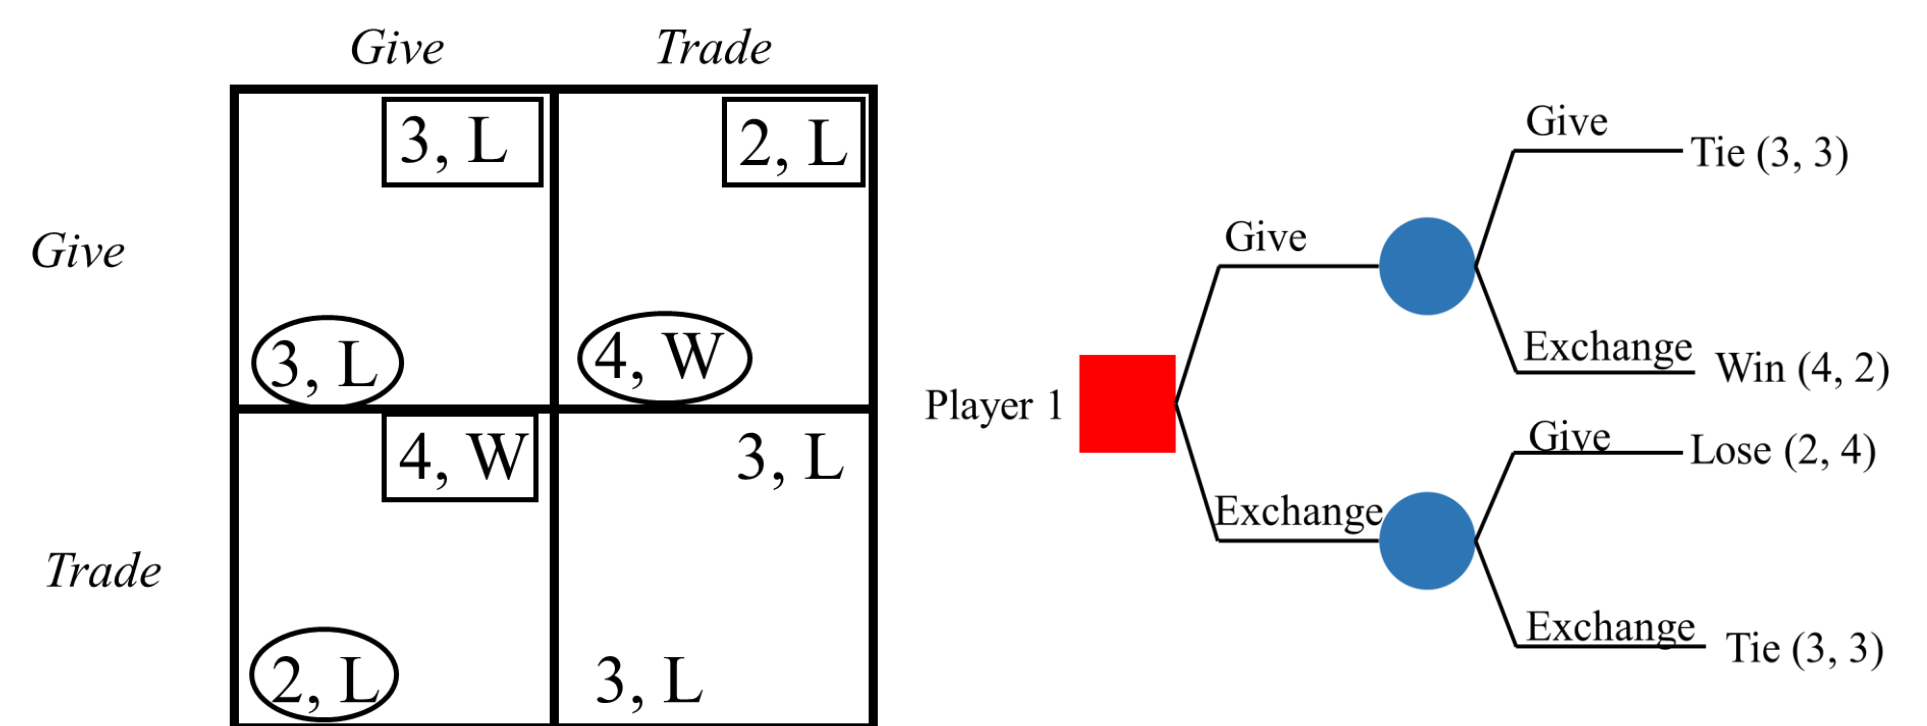 Give Trade
3, L 2, L
Give
3, L 4, W
4, W 3, L
Trade
2, L 3, L
Give
Tie (3, 3)
Give
Exchange
Win (4, 2)
Player 1
Give
Lose (2, 4)
Exchange
Exchange
Tie (3, 3)